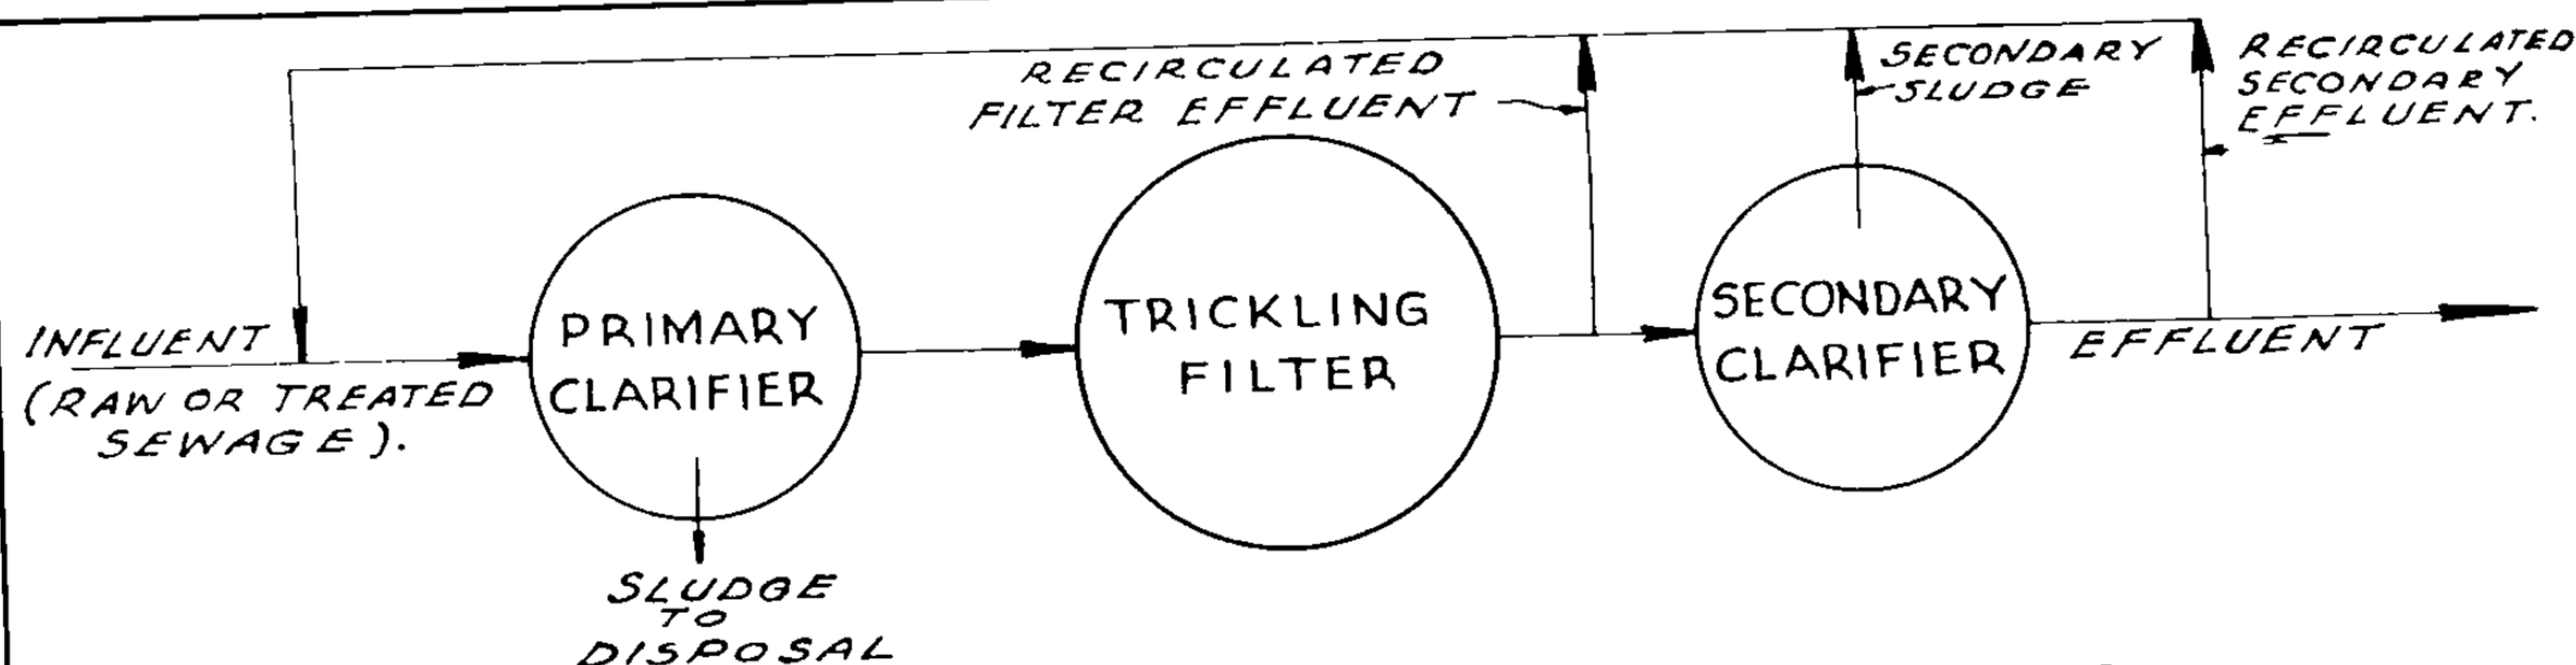 RECIRCULATED
FILTER EFFLUENT
SECONDARY
SLUDGE
RECIRCULATED
SECONDARY
EFFLUENT.
INFLUENT
(RAW OR TREATED
SEWAGE).
PRIMARY
CLARIFIER
TRICKLING
FILTER
SECONDARY
CLARIFIER
EFFLUENT
SLUDGE
TO
DISPOSAL